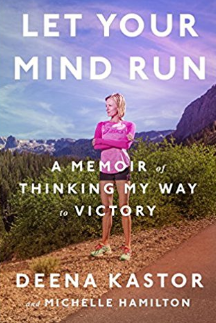 LET YOUR
MIND RUN
A MEMOIR of
THINKING MY WAY
to VICTORY
DEENA KASTOR
and MICHELLE HAMILTON